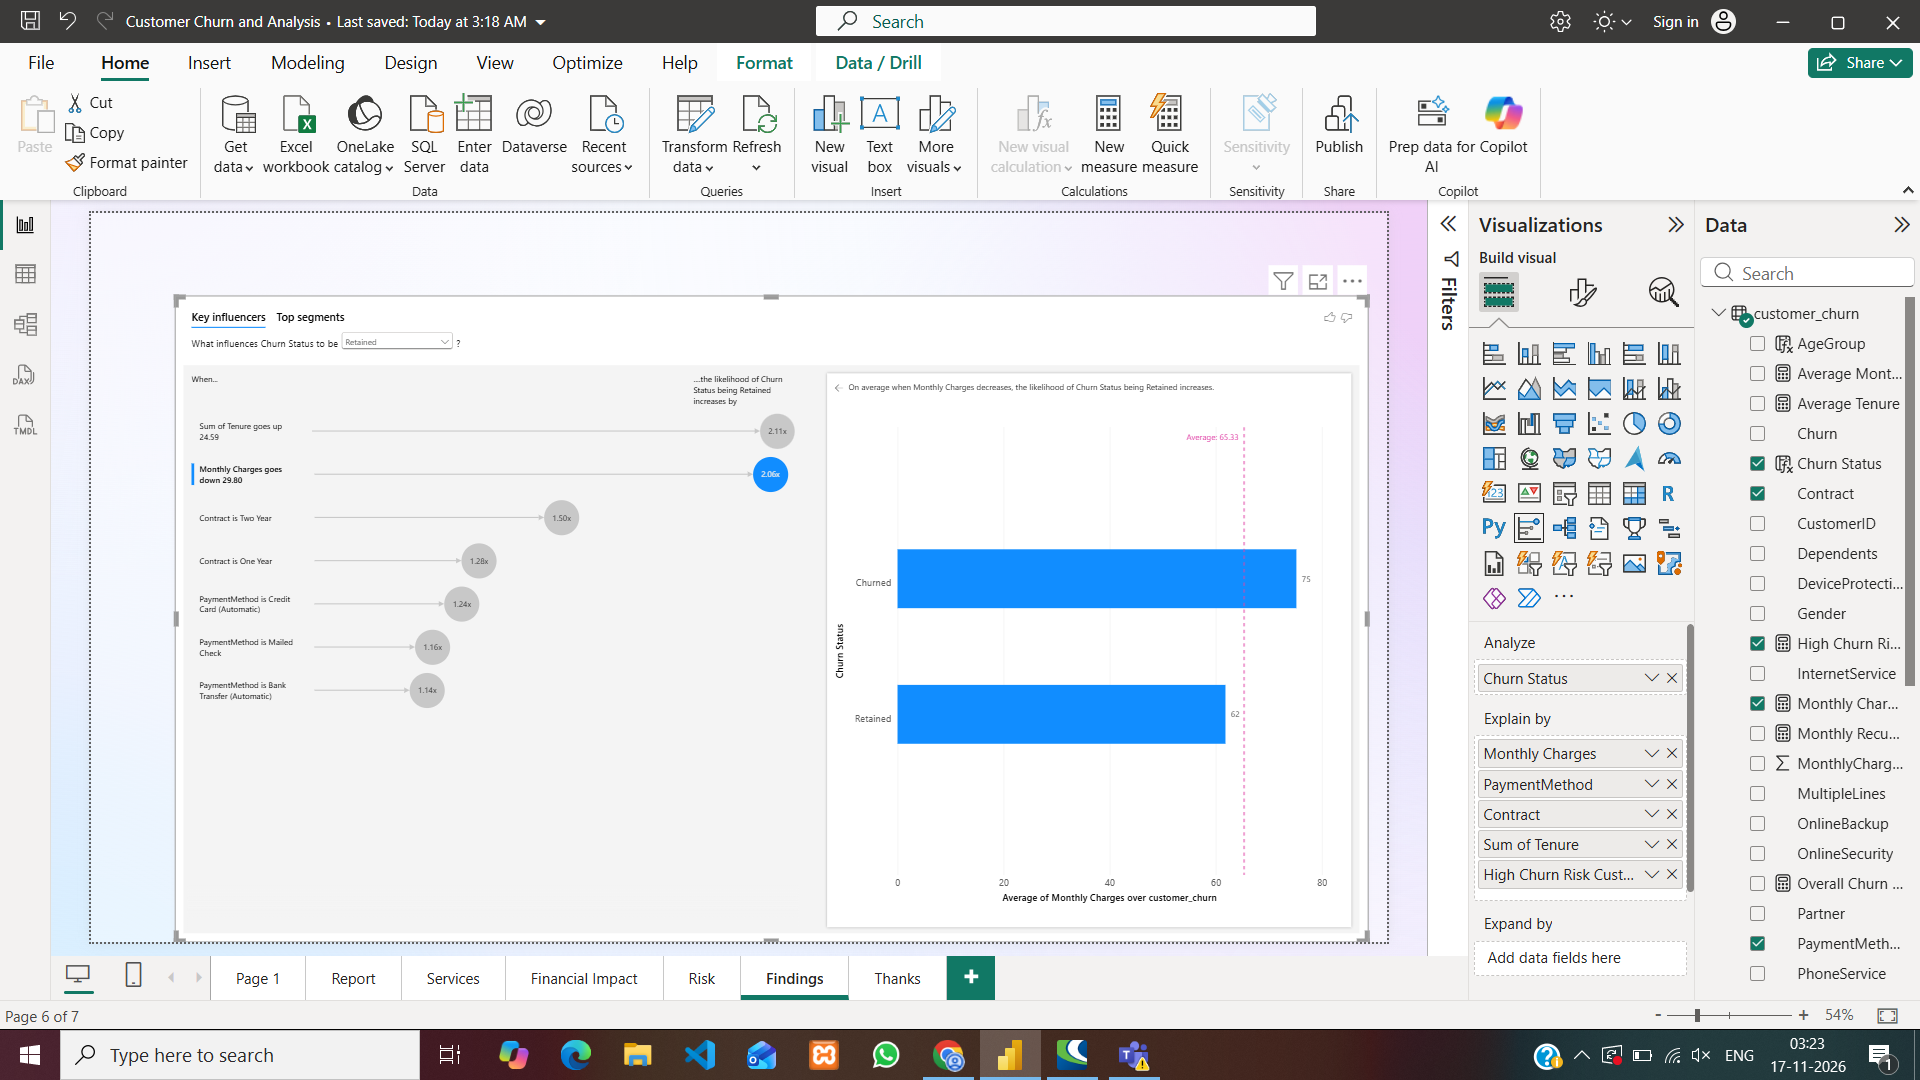 Customer Churn and Analysis • Last saved: Today at 3:18 AM
Search
Sign in
File
Home
Insert
Modeling
Design
View
Optimize
Help
Format
Data / Drill
Share
Paste
Cut
Copy
Format painter
Clipboard
Get data
Excel workbook
OneLake catalog
SQL Server
Enter data
Dataverse
Recent sources
Data
Transform data
Refresh
Queries
New visual
Text box
More visuals
Insert
New visual calculation
New measure
Quick measure
Calculations
Sensitivity
Sensitivity
Publish
Share
Prep data for AI
Copilot
Copilot
DAX
TMDL
Key influencers
Top segments
What influences Churn Status to be
Retained
?
When...
....the likelihood of Churn
Status being Retained
increases by
Sum of Tenure goes up
24.59
2.11x
Monthly Charges goes
down 29.80
2.06x
Contract is Two Year
1.50x
Contract is One Year
1.28x
PaymentMethod is Credit
Card (Automatic)
1.24x
PaymentMethod is Mailed
Check
1.16x
PaymentMethod is Bank
Transfer (Automatic)
1.14x
On average when Monthly Charges decreases, the likelihood of Churn Status being Retained increases.
Average: 65.33
Churn Status
Churned
75
Retained
62
0
20
40
60
80
Average of Monthly Charges over customer_churn
Filters
Visualizations
Build visual
123
R
Py
Analyze
Churn Status
Explain by
Monthly Charges
PaymentMethod
Contract
Sum of Tenure
High Churn Risk Cust...
Expand by
Add data fields here
Data
Search
customer_churn
AgeGroup
Average Mont...
Average Tenure
Churn
Churn Status
Contract
CustomerID
Dependents
DeviceProtecti...
Gender
High Churn Ri...
InternetService
Monthly Char...
Monthly Recu...
MonthlyCharg...
MultipleLines
OnlineBackup
OnlineSecurity
Overall Churn ...
Partner
PaymentMeth...
PhoneService
Page 1
Report
Services
Financial Impact
Risk
Findings
Thanks
Page 6 of 7
54%
Type here to search
ENG
03:23
17-11-2026
1